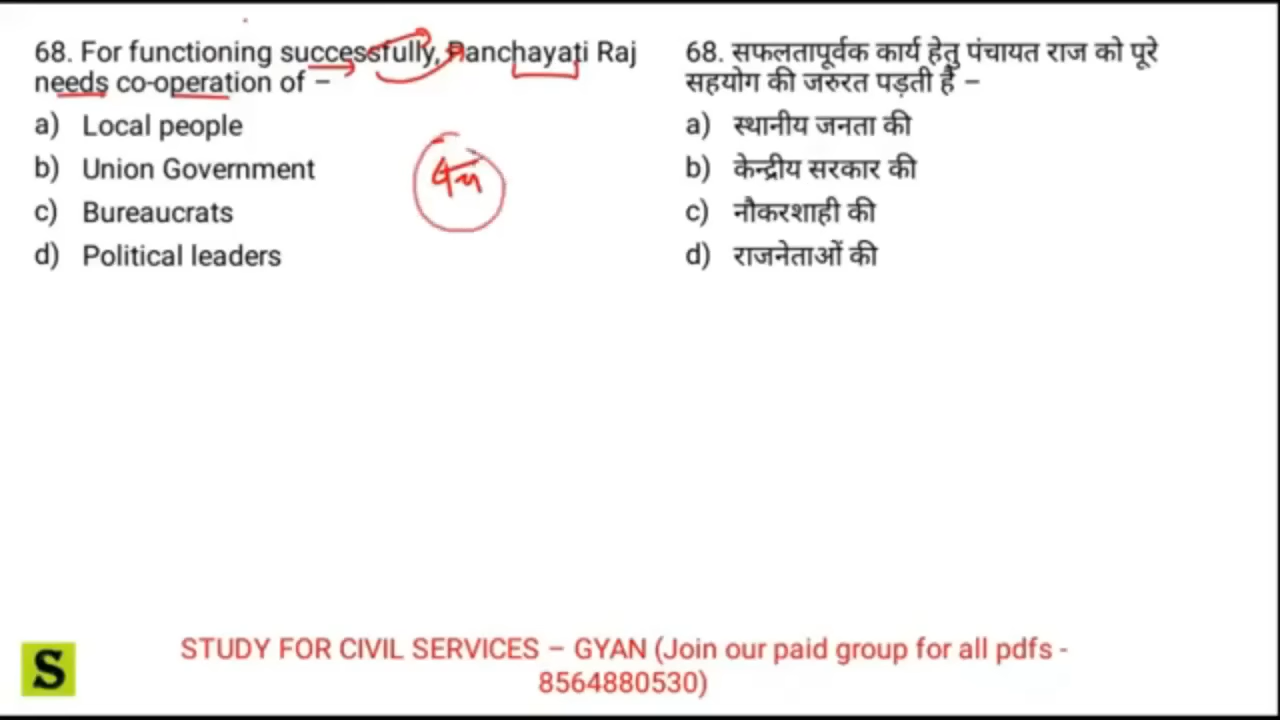 68. For functioning successfully, Panchayati Raj
needs co-operation of –
a) Local people
b) Union Government
c) Bureaucrats
d) Political leaders
68. सफलतापूर्वक कार्य हेतु पंचायत राज को पूरे
सहयोग की जरुरत पड़ती है –
a) स्थानीय जनता की
b) केन्द्रीय सरकार की
c) नौकरशाही की
d) राजनेताओं की
S
STUDY FOR CIVIL SERVICES – GYAN (Join our paid group for all pdfs -
8564880530)